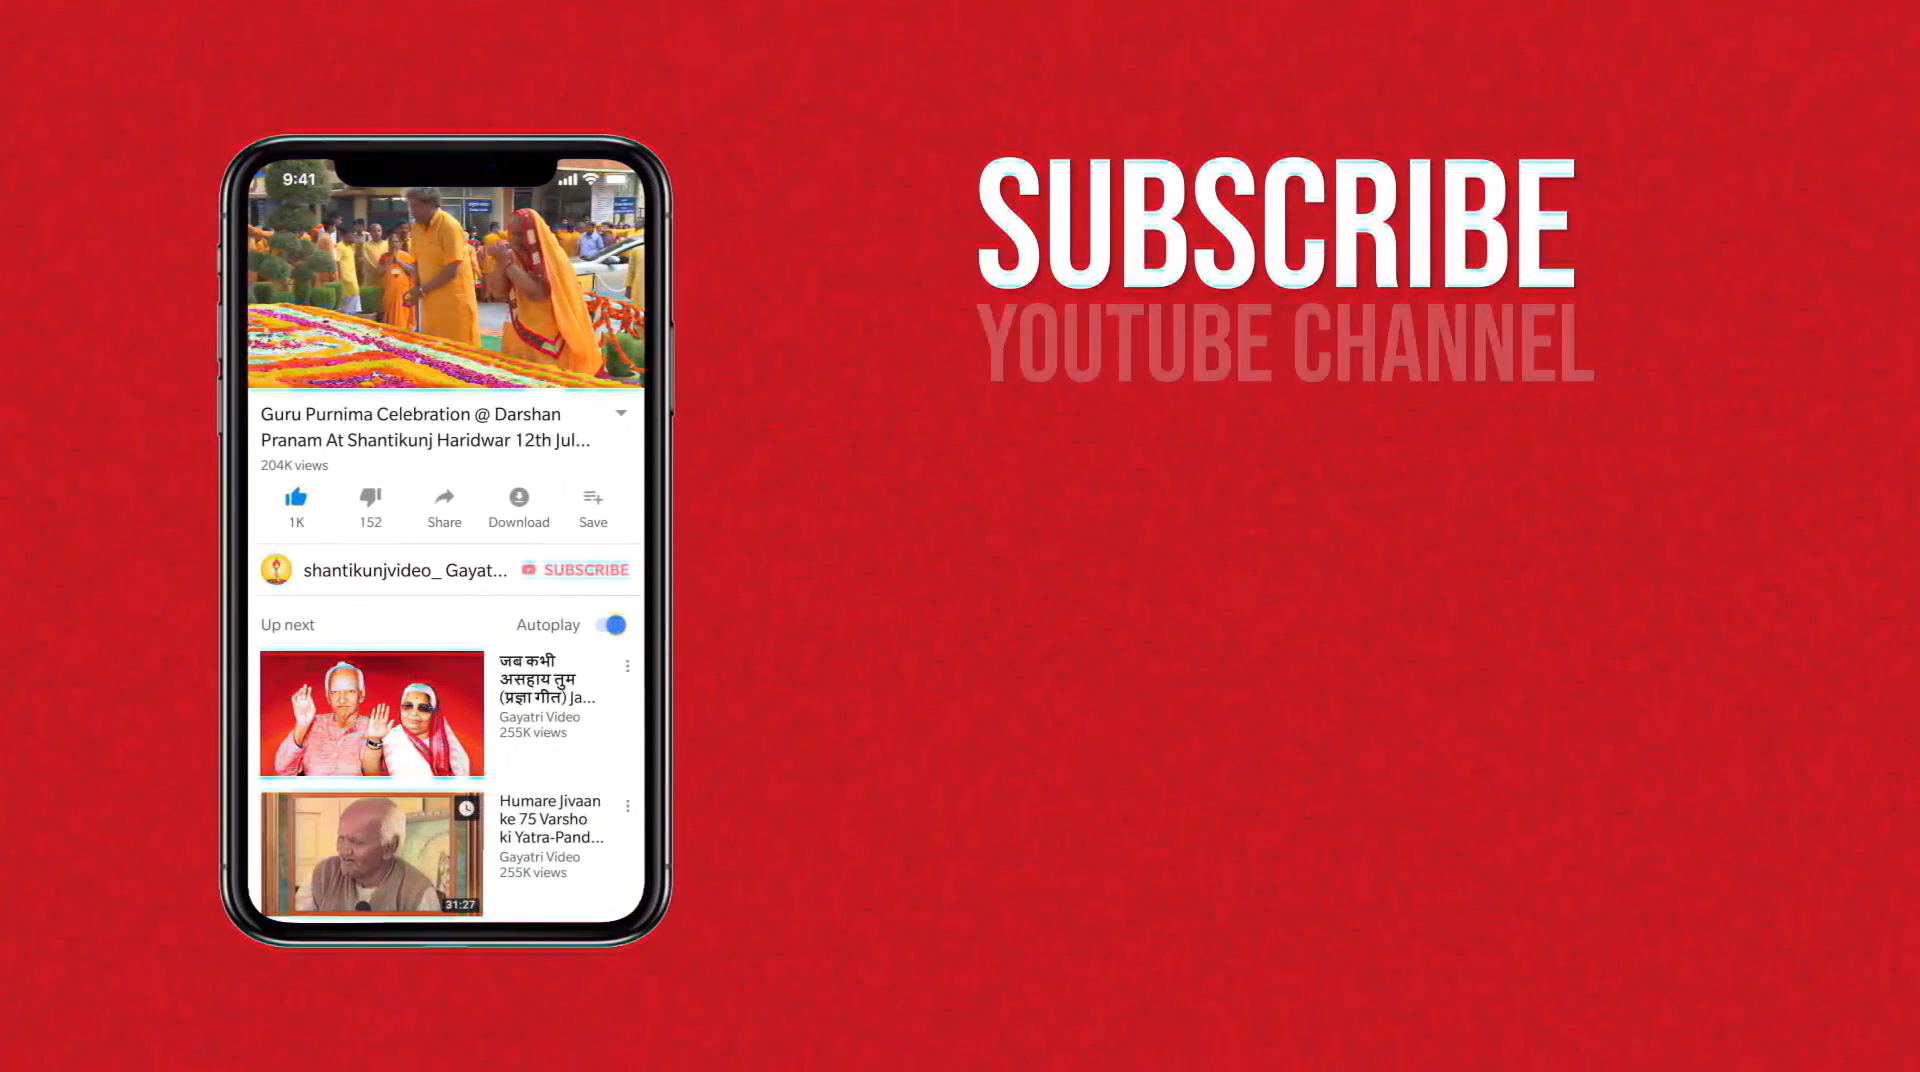 9:41
Guru Purnima Celebration @ Darshan
Pranam At Shantikunj Haridwar 12th Jul...
204K views
1K
152
Share
Download
Save
shantikunjvideo_ Gayat...
SUBSCRIBE
Up next
Autoplay
जब कभी
असहाय तुम
(प्रज्ञा गीत) Ja...
Gayatri Video
255K views
Humare Jivaan
ke 75 Varsho
ki Yatra-Pand...
Gayatri Video
255K views
31:27
SUBSCRIBE
YOUTUBE CHANNEL